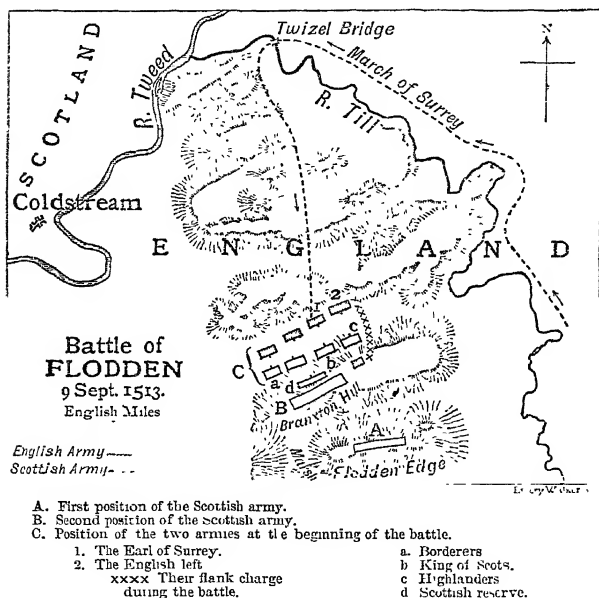 Twizel Bridge
N
March of Surrey
R. Tweed
R. Till
SCOTLAND
Coldstream
ENGLAND
1 2
c
C
a b
d
B
Branxton Hill
A
Flodden Edge
Battle of
FLODDEN
9 Sept. 1513.
English Miles
English Army
Scottish Army
A. First position of the Scottish army.
B. Second position of the Scottish army.
C. Position of the two armies at the beginning of the battle.
1. The Earl of Surrey.
2. The English left
xxxx Their flank charge
during the battle.
a. Borderers
b King of Scots.
c Highlanders
d Scottish reserve.